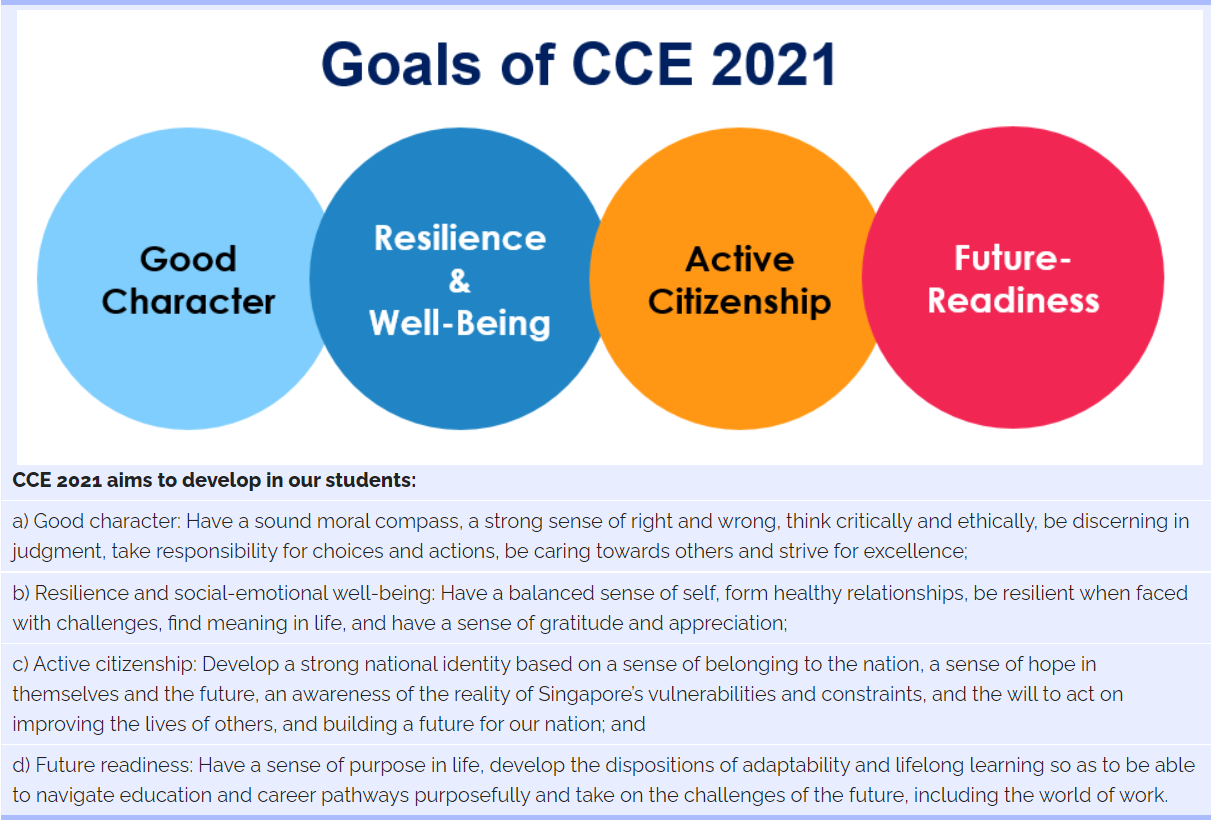 Goals of CCE 2021
Good
Character
Resilience
&
Well-Being
Active
Citizenship
Future-
Readiness
CCE 2021 aims to develop in our students:
a) Good character: Have a sound moral compass, a strong sense of right and wrong, think critically and ethically, be discerning in
judgment, take responsibility for choices and actions, be caring towards others and strive for excellence;
b) Resilience and social-emotional well-being: Have a balanced sense of self, form healthy relationships, be resilient when faced
with challenges, find meaning in life, and have a sense of gratitude and appreciation;
c) Active citizenship: Develop a strong national identity based on a sense of belonging to the nation, a sense of hope in
themselves and the future, an awareness of the reality of Singapore's vulnerabilities and constraints, and the will to act on
improving the lives of others, and building a future for our nation; and
d) Future readiness: Have a sense of purpose in life, develop the dispositions of adaptability and lifelong learning so as to be able
to navigate education and career pathways purposefully and take on the challenges of the future, including the world of work.